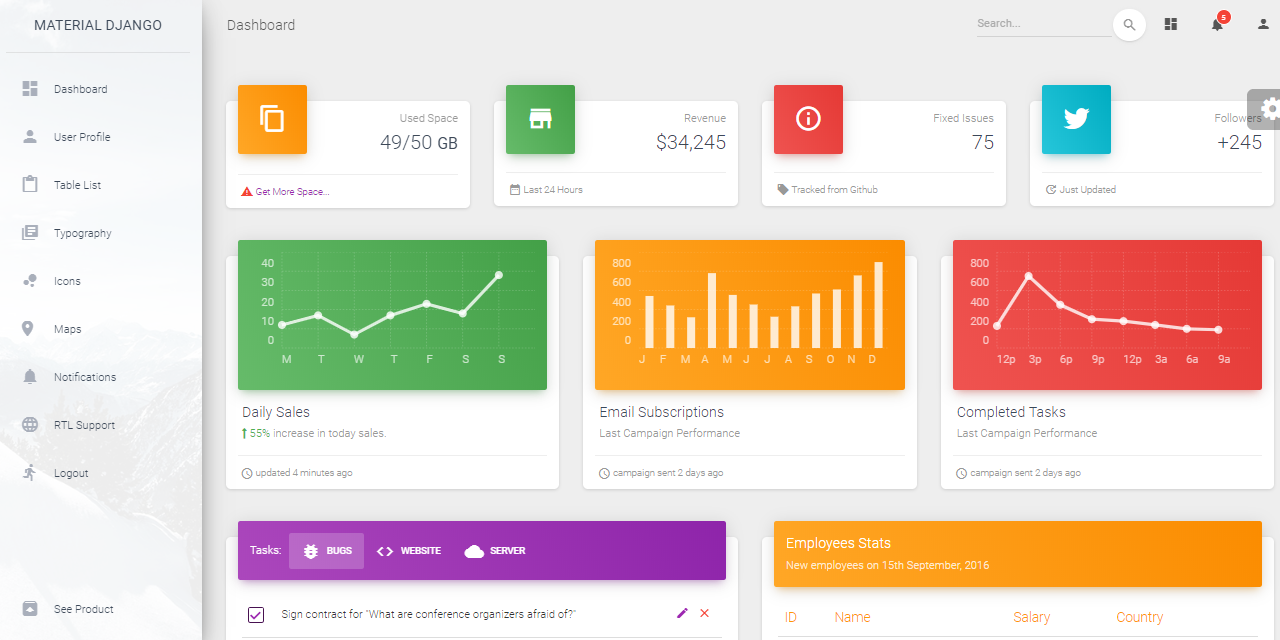 MATERIAL DJANGO
Dashboard
User Profile
Table List
Typography
Icons
Maps
Notifications
RTL Support
Logout
See Product
Dashboard
Search...
5
Used Space
49/50 GB
Get More Space...
Revenue
$34,245
Last 24 Hours
Fixed Issues
75
Tracked from Github
Followers
+245
Just Updated
40
30
20
10
0
M T W T F S S
Daily Sales
55% increase in today sales.
updated 4 minutes ago
800
600
400
200
0
J F M A M J J A S O N D
Email Subscriptions
Last Campaign Performance
campaign sent 2 days ago
800
600
400
200
0
12p 3p 6p 9p 12p 3a 6a 9a
Completed Tasks
Last Campaign Performance
campaign sent 2 days ago
Tasks: BUGS WEBSITE SERVER
Sign contract for "What are conference organizers afraid of?"
Employees Stats
New employees on 15th September, 2016
ID Name Salary Country